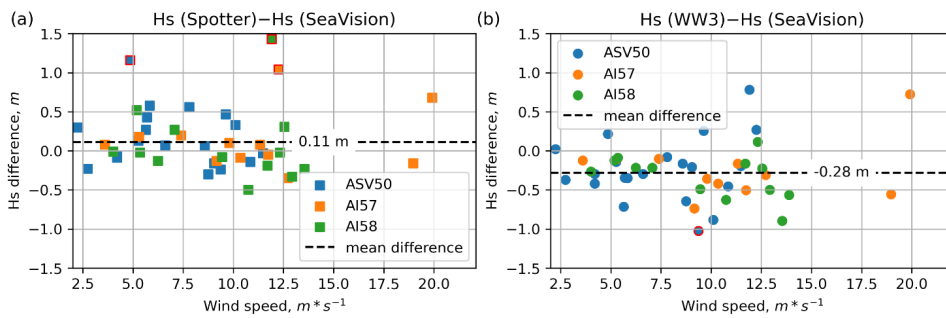 (a)
Hs (Spotter)−Hs (SeaVision)
1.5
1.0
0.5
0.0
−0.5
−1.0
−1.5
Hs difference, m
0.11 m
ASV50
AI57
AI58
mean difference
2.5 5.0 7.5 10.0 12.5 15.0 17.5 20.0
Wind speed, m * s⁻¹
(b)
Hs (WW3)−Hs (SeaVision)
1.5
1.0
0.5
0.0
−0.5
−1.0
−1.5
Hs difference, m
ASV50
AI57
AI58
mean difference
-0.28 m
2.5 5.0 7.5 10.0 12.5 15.0 17.5 20.0
Wind speed, m * s⁻¹